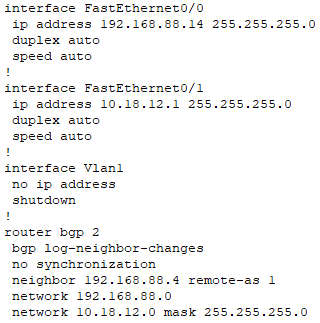 interface FastEthernet0/0
 ip address 192.168.88.14 255.255.255.0
 duplex auto
 speed auto
!
interface FastEthernet0/1
 ip address 10.18.12.1 255.255.255.0
 duplex auto
 speed auto
!
interface Vlan1
 no ip address
 shutdown
!
router bgp 2
 bgp log-neighbor-changes
 no synchronization
 neighbor 192.168.88.4 remote-as 1
 network 192.168.88.0
 network 10.18.12.0 mask 255.255.255.0